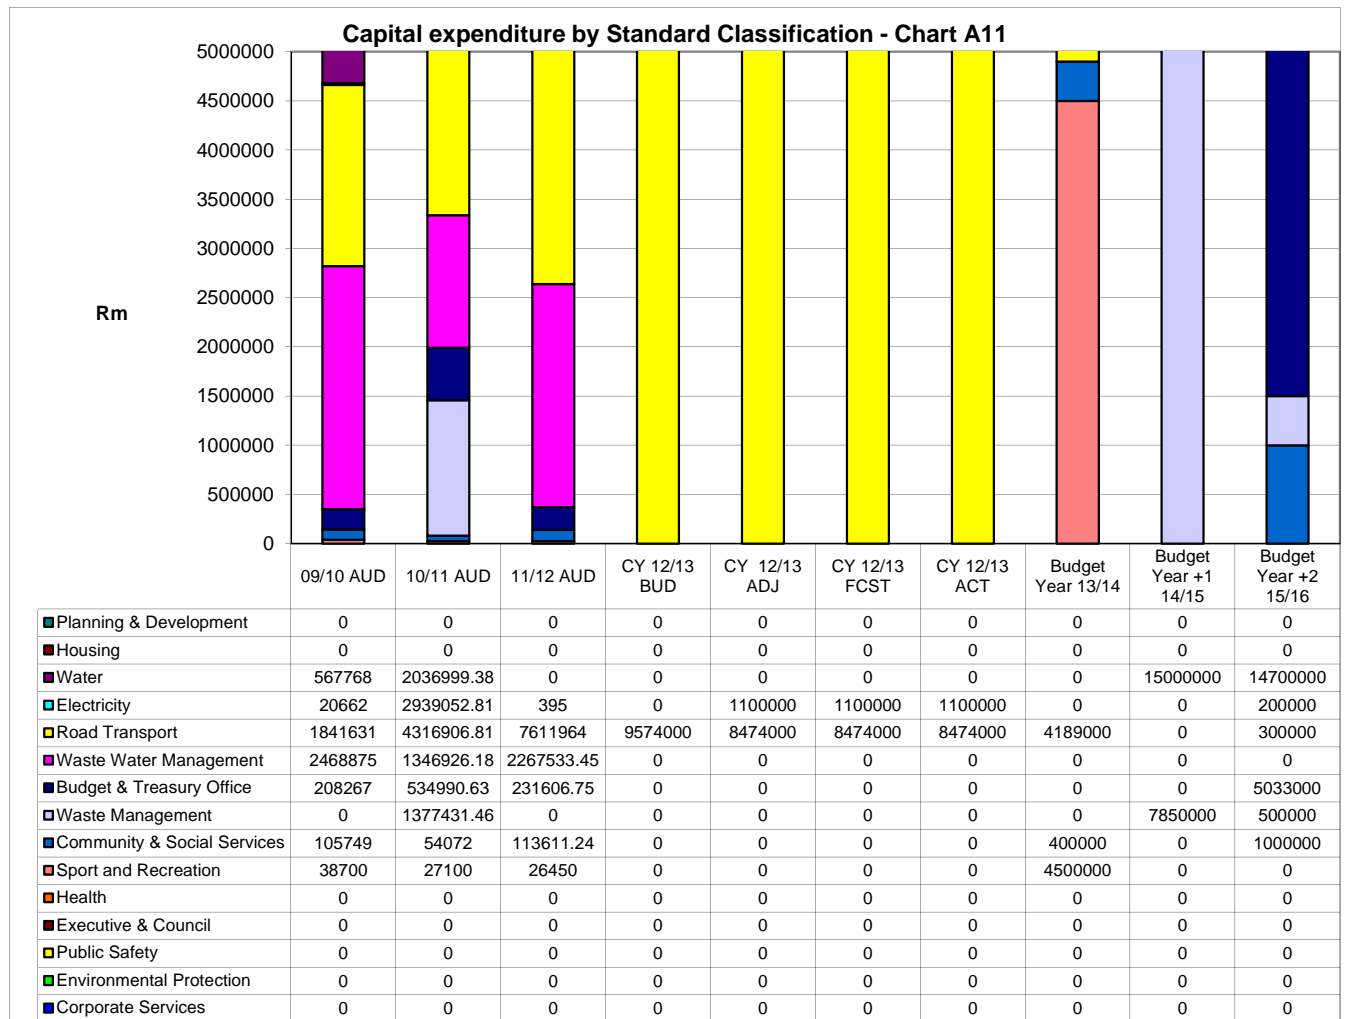 Capital expenditure by Standard Classification - Chart A11
5000000
4500000
4000000
3500000
3000000
Rm
2500000
2000000
1500000
1000000
500000
0
09/10 AUD 10/11 AUD 11/12 AUD CY 12/13 BUD CY 12/13 ADJ CY 12/13 FCST CY 12/13 ACT Budget Year 13/14 Budget Year +1 14/15 Budget Year +2 15/16
Planning & Development 0 0 0 0 0 0 0 0 0 0
Housing 0 0 0 0 0 0 0 0 0 0
Water 567768 2036999.38 0 0 0 0 0 0 15000000 14700000
Electricity 20662 2939052.81 395 0 1100000 1100000 1100000 0 0 200000
Road Transport 1841631 4316906.81 7611964 9574000 8474000 8474000 8474000 4189000 0 300000
Waste Water Management 2468875 1346926.18 2267533.45 0 0 0 0 0 0 0
Budget & Treasury Office 208267 534990.63 231606.75 0 0 0 0 0 0 5033000
Waste Management 0 1377431.46 0 0 0 0 0 0 7850000 500000
Community & Social Services 105749 54072 113611.24 0 0 0 0 400000 0 1000000
Sport and Recreation 38700 27100 26450 0 0 0 0 4500000 0 0
Health 0 0 0 0 0 0 0 0 0 0
Executive & Council 0 0 0 0 0 0 0 0 0 0
Public Safety 0 0 0 0 0 0 0 0 0 0
Environmental Protection 0 0 0 0 0 0 0 0 0 0
Corporate Services 0 0 0 0 0 0 0 0 0 0